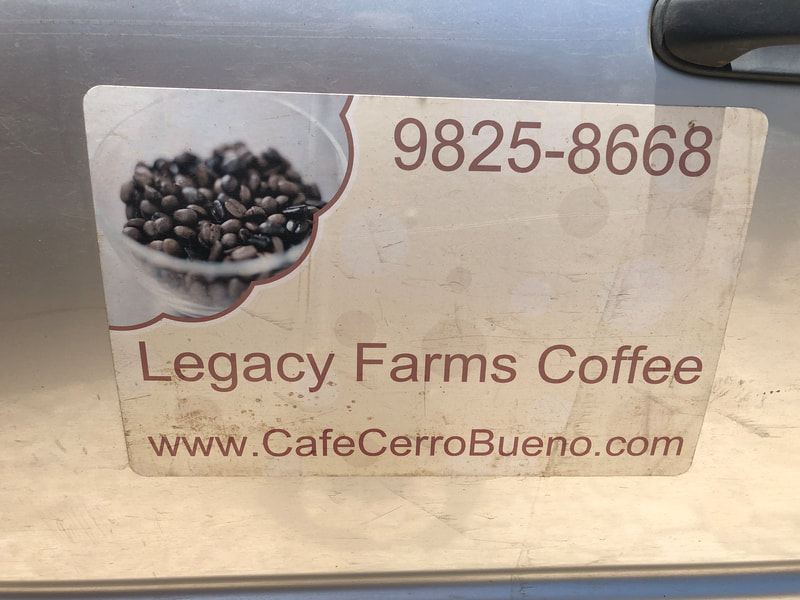 9825-8668
Legacy Farms Coffee
www.CafeCerroBueno.com